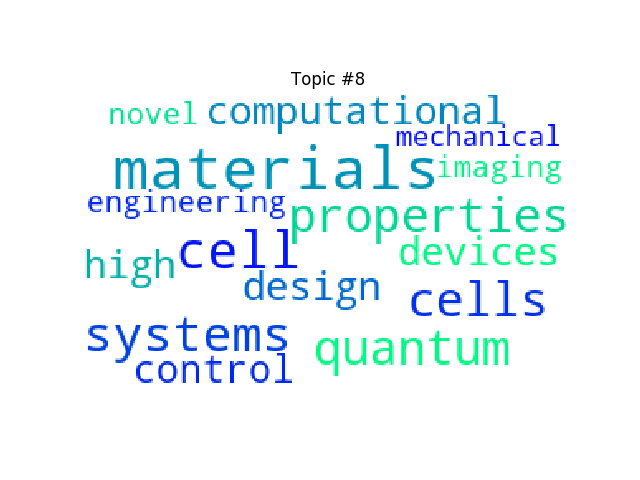 Topic #8
novel computational
mechanical
materials imaging
engineering properties
high cell devices
design cells
systems quantum
control